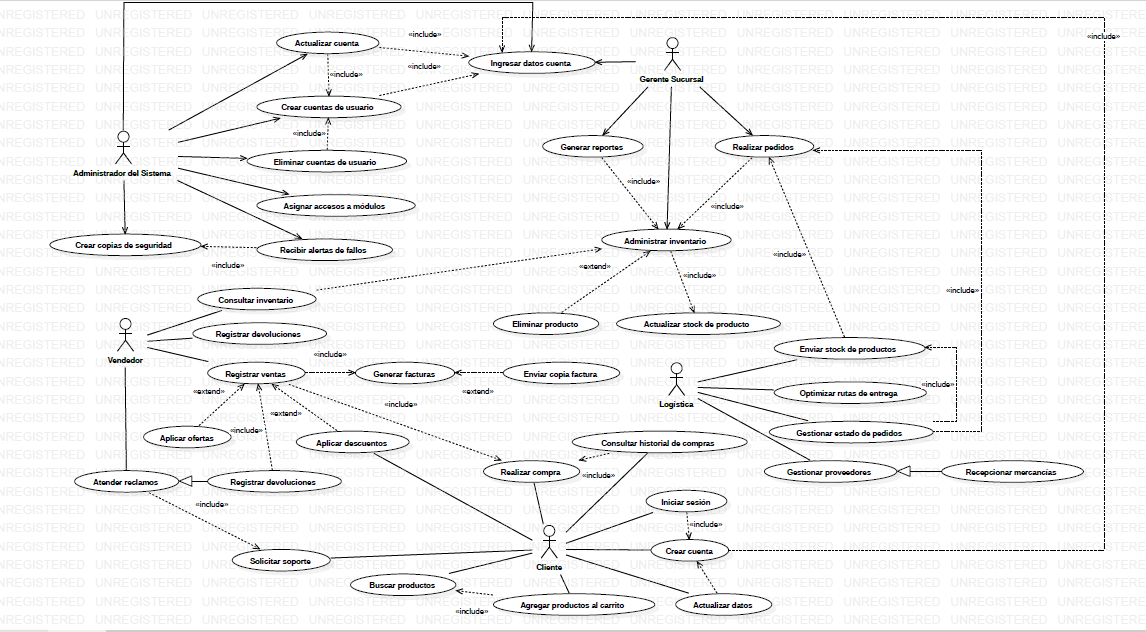 UNREGISTERED
«include»
Actualizar cuenta
«include»
Ingresar datos cuenta
«include»
«include»
Gerente Sucursal
Crear cuentas de usuario
«include»
Generar reportes
Realizar pedidos
Eliminar cuentas de usuario
Administrador del Sistema
«include»
Asignar accesos a módulos
«include»
Crear copias de seguridad
Recibir alertas de fallos
Administrar inventario
«include»
«include»
«extend»
«include»
«include»
Consultar inventario
Registrar devoluciones
Eliminar producto
Actualizar stock de producto
Vendedor
«include»
Enviar stock de productos
Registrar ventas
Generar facturas
Enviar copia factura
«extend»
«extend»
«include»
Optimizar rutas de entrega
Logística
«include»
«extend»
«include»
Aplicar ofertas
Aplicar descuentos
Consultar historial de compras
Gestionar estado de pedidos
Realizar compra
«include»
Gestionar proveedores
Recepcionar mercancías
Atender reclamos
Registrar devoluciones
«include»
Iniciar sesión
«include»
Crear cuenta
Solicitar soporte
Cliente
Buscar productos
«include»
Agregar productos al carrito
Actualizar datos